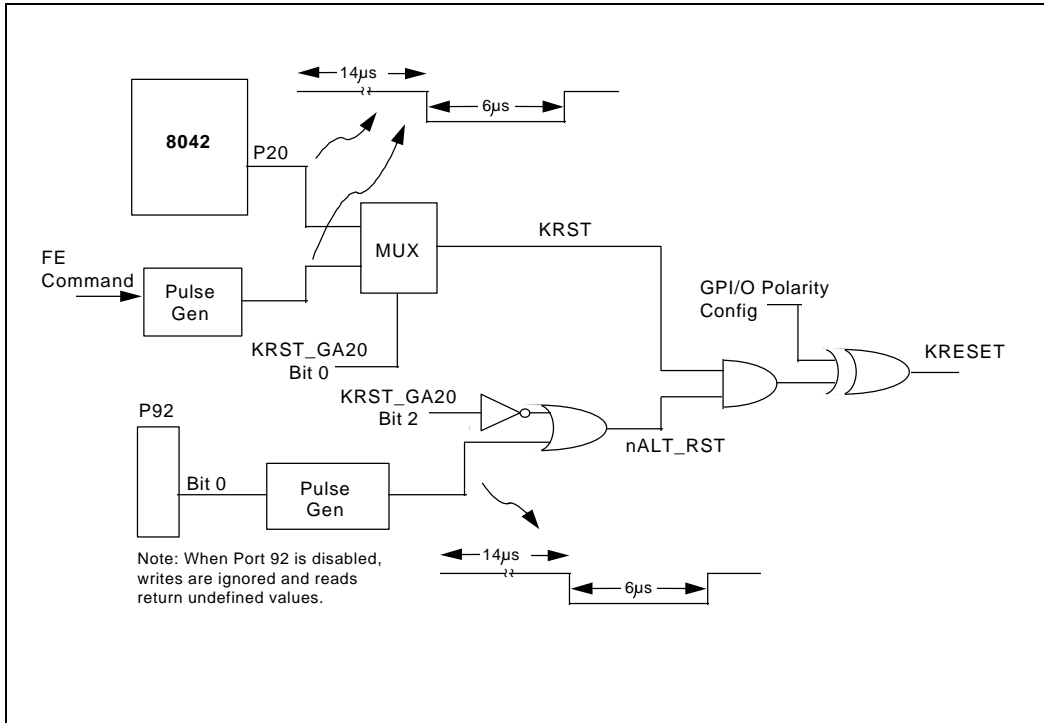 14µs
6µs
8042
P20
KRST
MUX
FE
Command
Pulse
Gen
GPI/O Polarity
Config
KRESET
KRST_GA20
Bit 0
KRST_GA20
Bit 2
P92
nALT_RST
Bit 0
Pulse
Gen
Note: When Port 92 is disabled,
writes are ignored and reads
return undefined values.
14µs
6µs